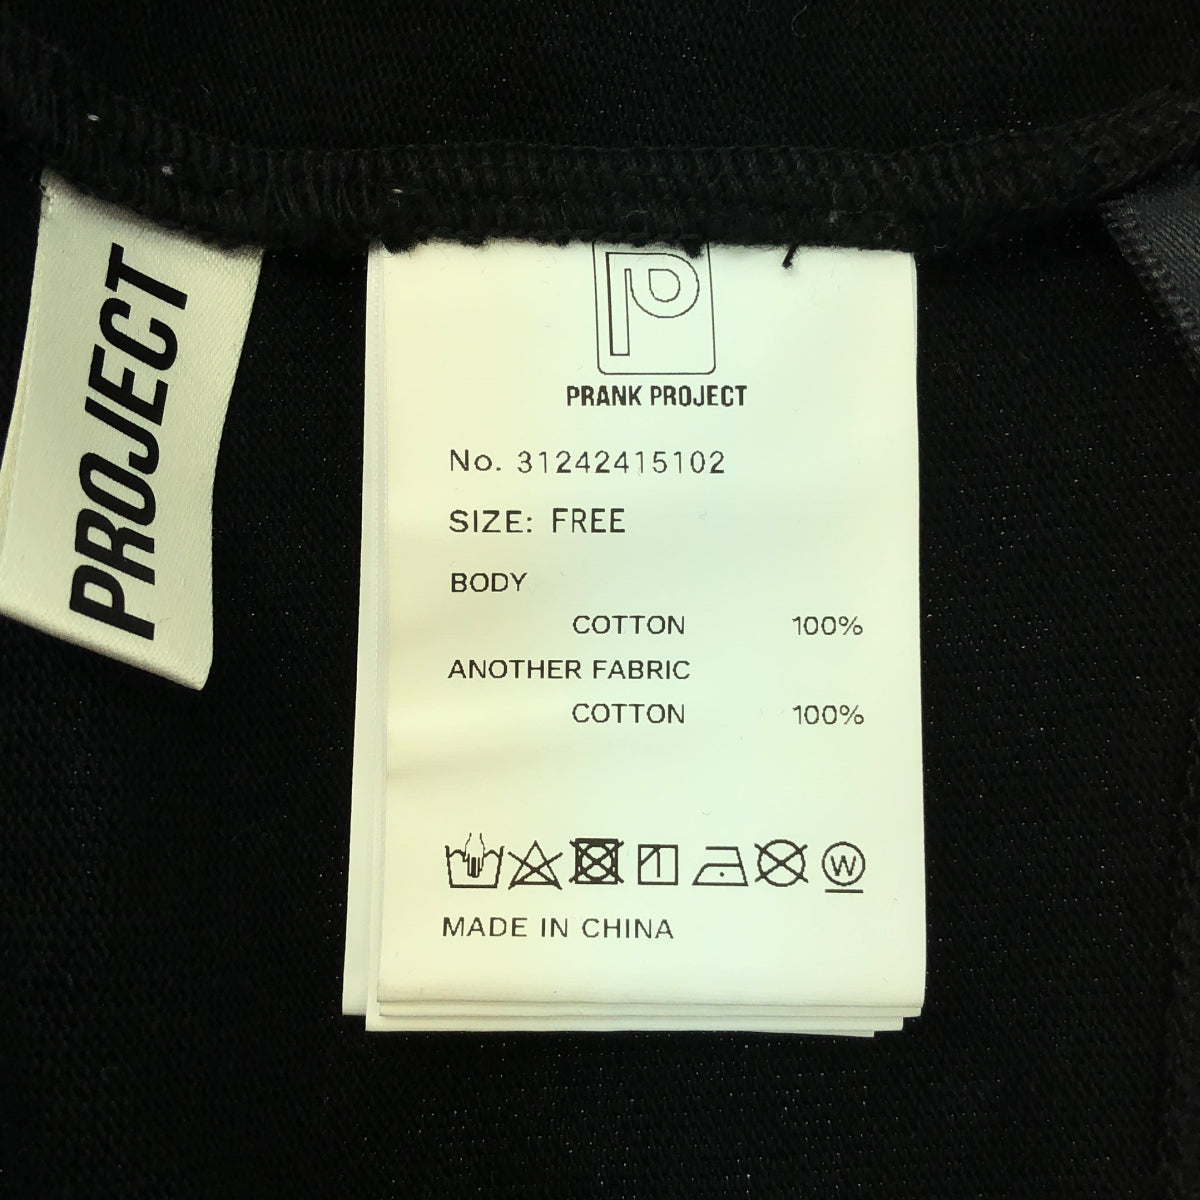 PROJECT
PRANK PROJECT
No. 31242415102
SIZE: FREE
BODY
COTTON 100%
ANOTHER FABRIC
COTTON 100%
W
MADE IN CHINA